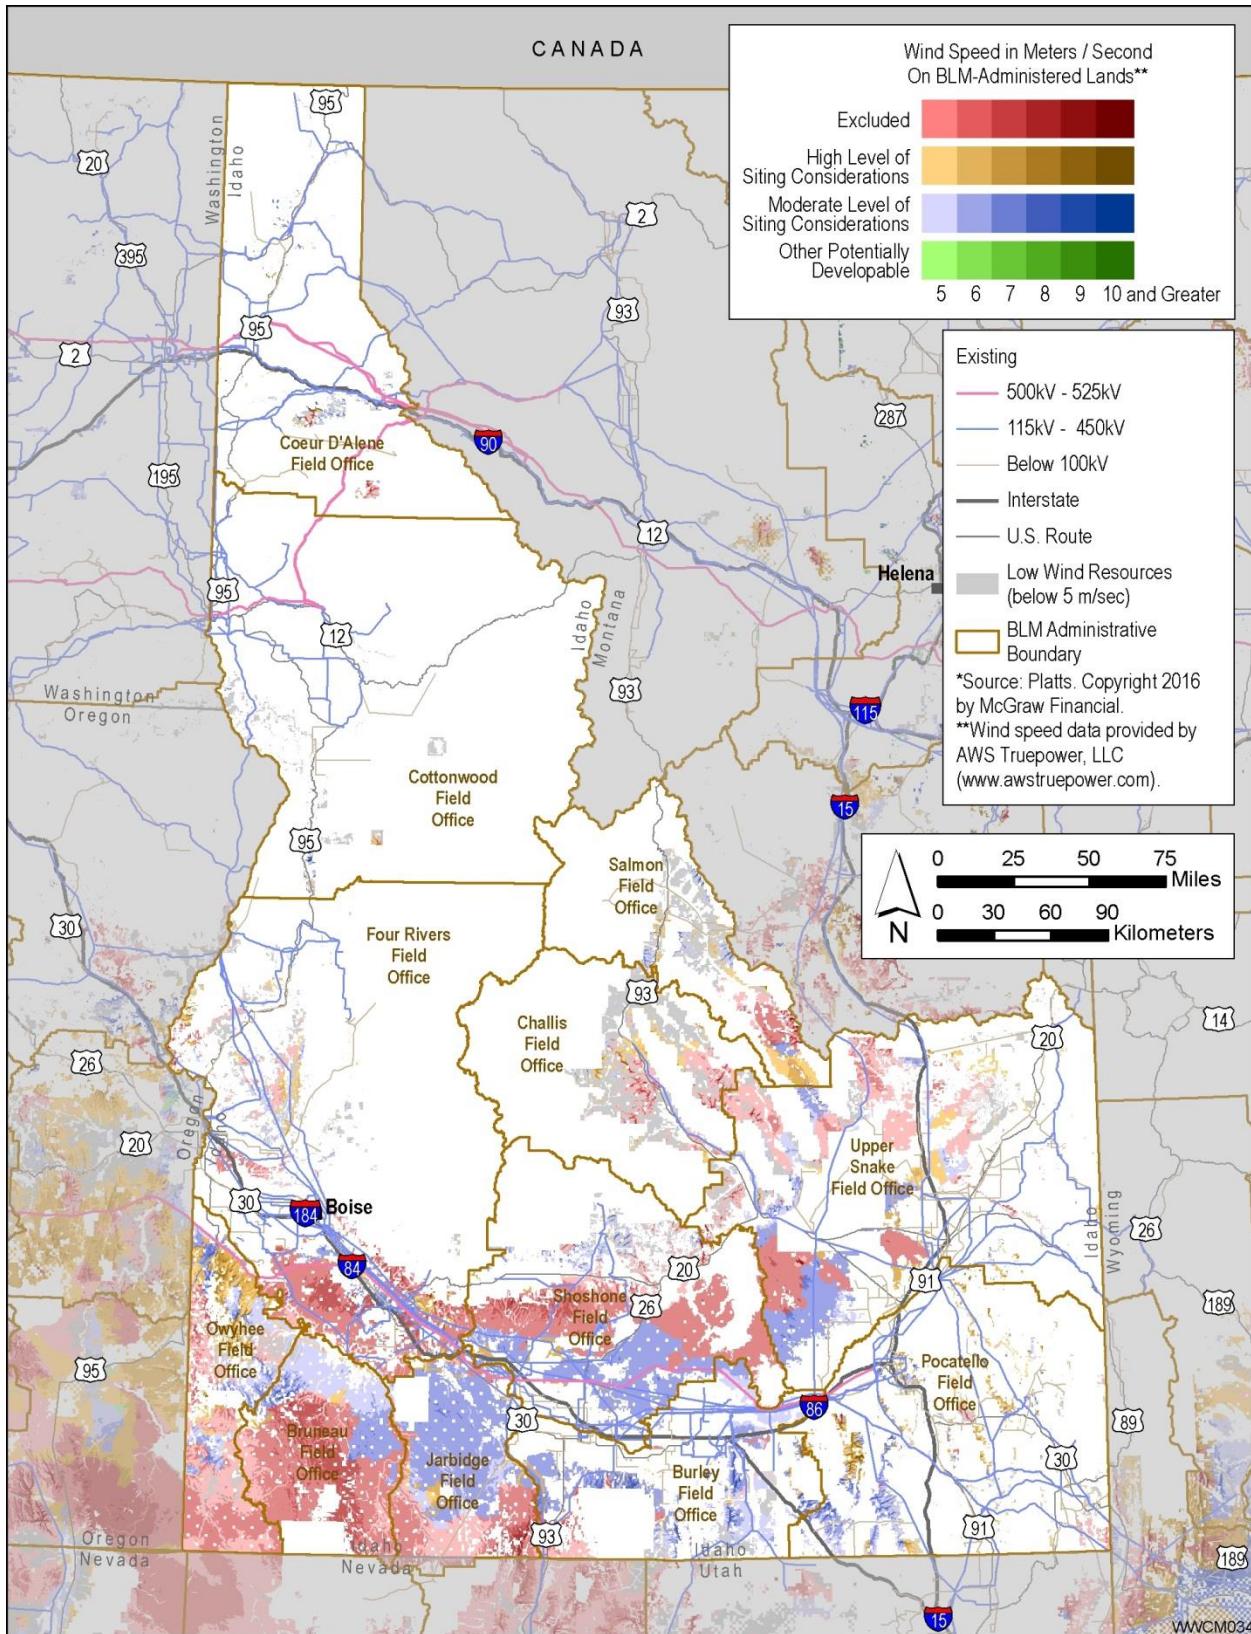 CANADA
Wind Speed in Meters / Second
On BLM-Administered Lands**
Excluded
High Level of
Siting Considerations
Moderate Level of
Siting Considerations
Other Potentially
Developable
5 6 7 8 9 10 and Greater
Existing
500kV - 525kV
115kV - 450kV
Below 100kV
Interstate
U.S. Route
Low Wind Resources
(below 5 m/sec)
BLM Administrative
Boundary
*Source: Platts. Copyright 2016
by McGraw Financial.
**Wind speed data provided by
AWS Truepower, LLC
(www.awstruepower.com).
0 25 50 75
Miles
0 30 60 90
Kilometers
N
95
Washington
Idaho
20
2
395
93
95
2
287
Coeur D'Alene
Field Office
90
195
12
Helena
95
12
Idaho
Montana
93
Washington
Oregon
115
Cottonwood
Field
Office
15
95
Salmon
Field
Office
30
Four Rivers
Field
Office
93
Challis
Field
Office
14
20
26
Oregon
Idaho
20
Upper
Snake
Field Office
30
184
Boise
Idaho
Wyoming
26
84
20
91
Shoshone
Field
Office
26
189
Owyhee
Field
Office
95
Pocatello
Field
Office
86
30
89
Bruneau
Field
Office
Jarbidge
Field
Office
Burley
Field
Office
30
93
91
Oregon
Nevada
Idaho
Nevada
Idaho
Utah
189
15
WWCM034